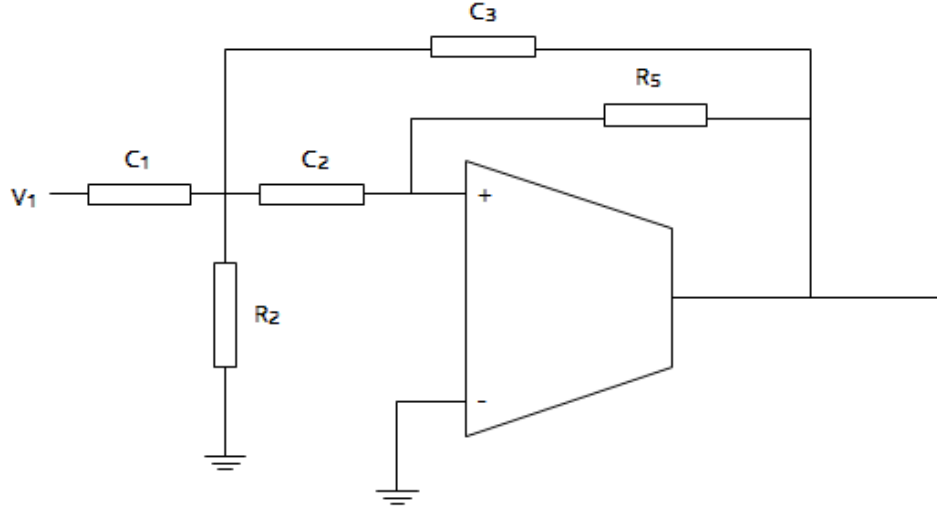 C₃
R₅
C₁
C₂
V₁
+
R₂
-